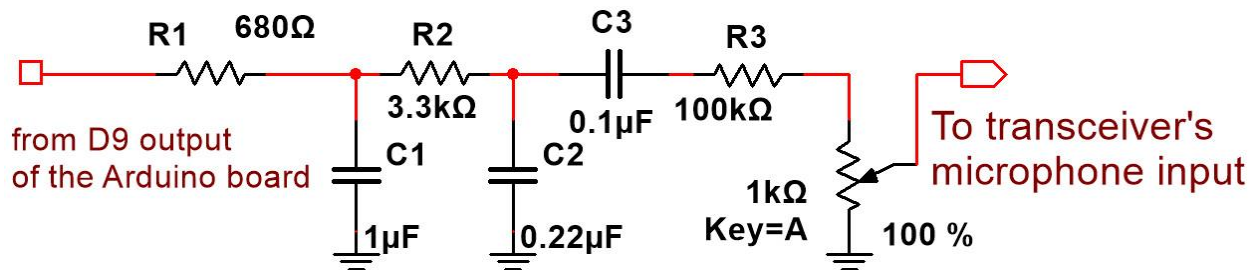 R1
680Ω
R2
3.3kΩ
C3
0.1µF
R3
100kΩ
from D9 output
of the Arduino board
C1
1µF
C2
0.22µF
1kΩ
Key=A
100 %
To transceiver's
microphone input